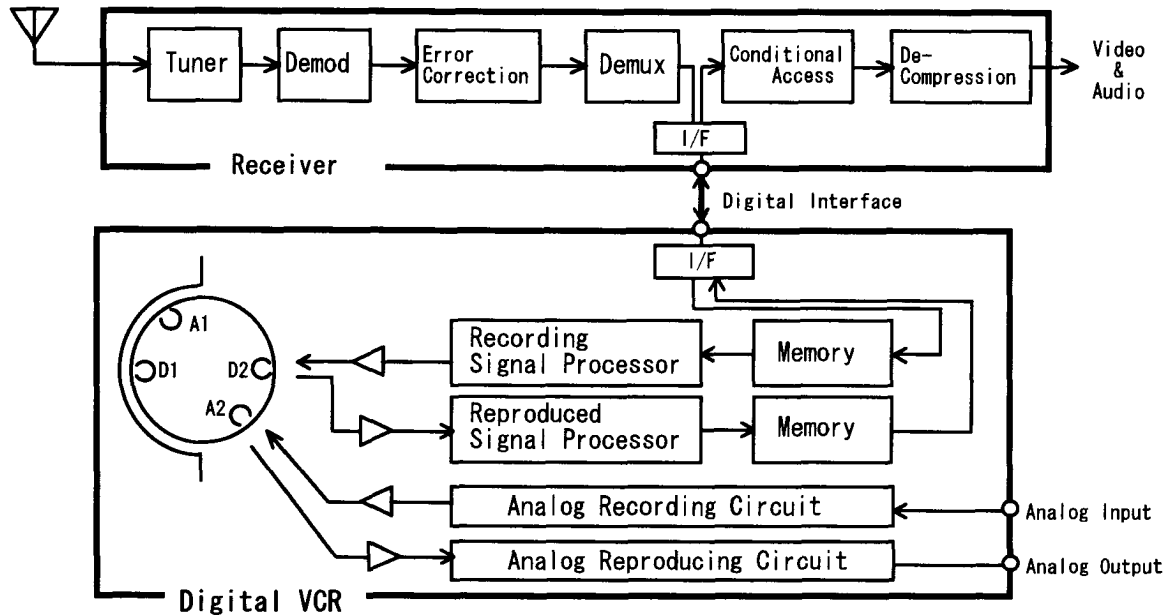 Tuner
Demod
Error
Correction
Demux
Conditional
Access
De-
Compression
Video
&
Audio
I/F
Receiver
Digital Interface
I/F
A1
D1
D2
A2
Recording
Signal Processor
Memory
Reproduced
Signal Processor
Memory
Analog Recording Circuit
Analog Input
Analog Reproducing Circuit
Analog Output
Digital VCR